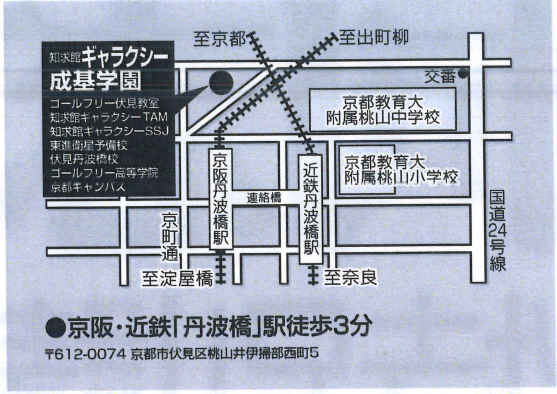 至京都
至出町柳
知求館ギャラクシー
成基学園
コールフリー伏見教室
知求館ギャラクシーTAM
知求館ギャラクシーSSJ
東進衛星予備校
伏見丹波橋校
コールフリー高等学院
京都キャンパス
交番
京都教育大
附属桃山中学校
京都教育大
附属桃山小学校
京阪丹波橋駅
近鉄丹波橋駅
連絡橋
京町通
国道24号線
至淀屋橋
至奈良
●京阪・近鉄「丹波橋」駅徒歩3分
〒612-0074 京都市伏見区桃山井伊掃部西町5